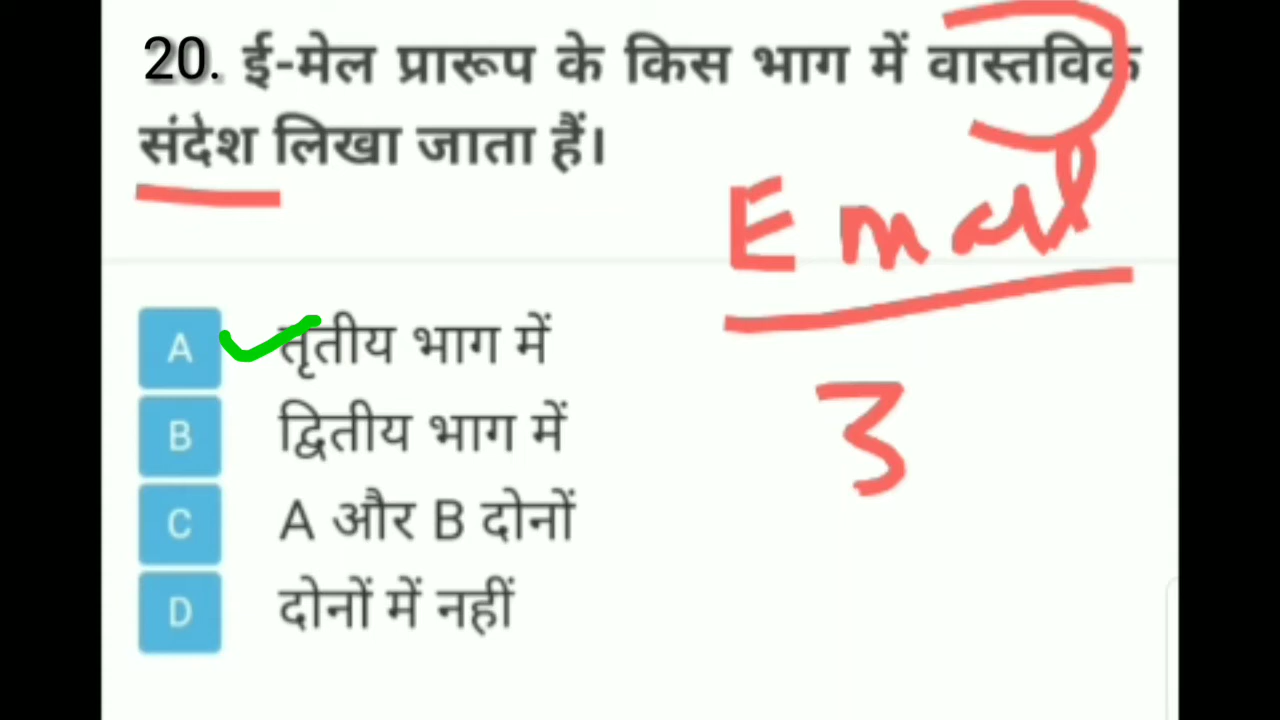 20. ई-मेल प्रारूप के किस भाग में वास्तविक
संदेश लिखा जाता हैं।
Email
A तृतीय भाग में
3
B द्वितीय भाग में
C A और B दोनों
D दोनों में नहीं